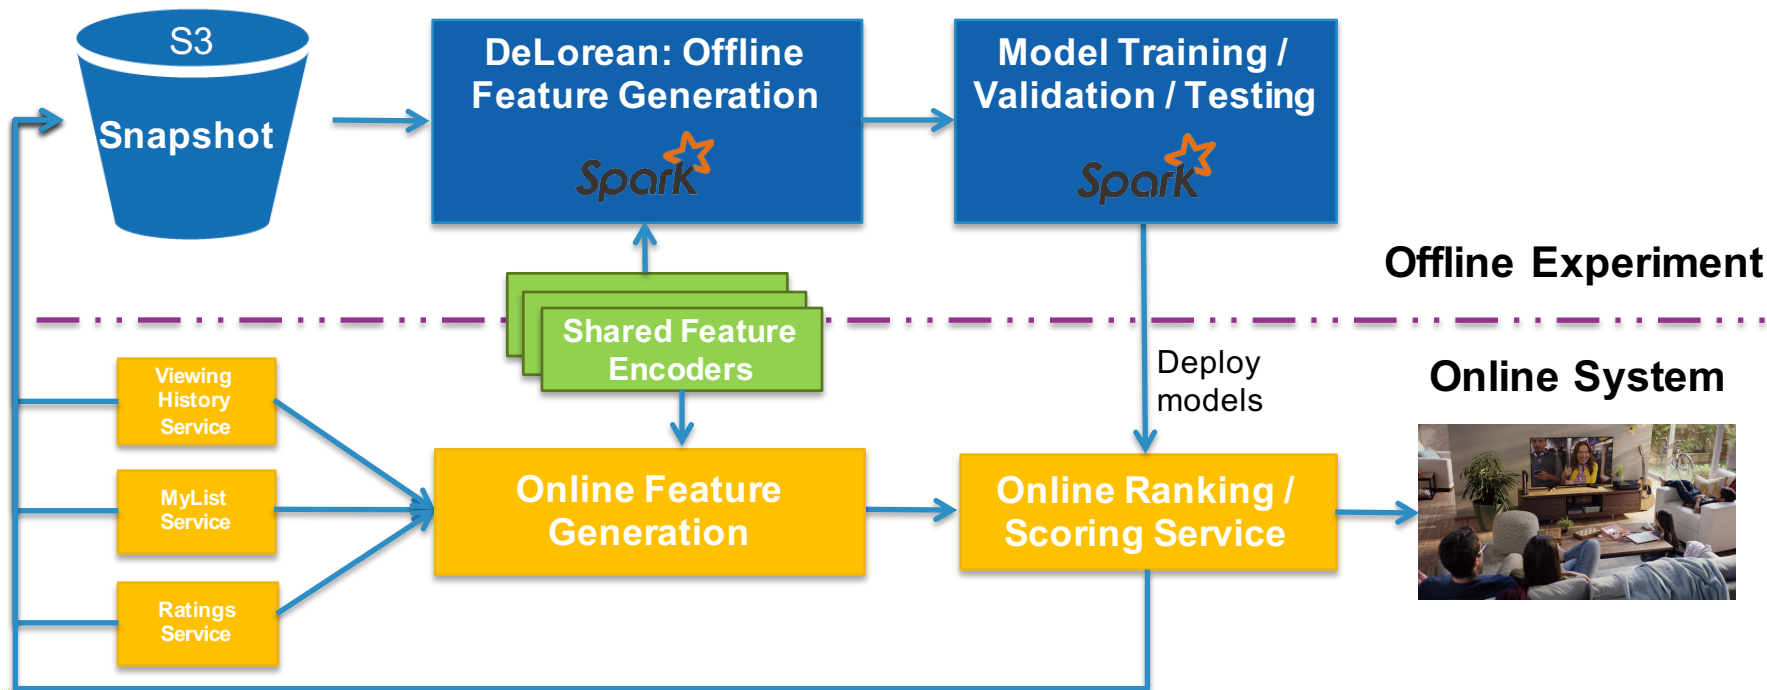 S3
Snapshot
DeLorean: Offline
Feature Generation
Spark
Model Training /
Validation / Testing
Spark
Offline Experiment
Shared Feature
Encoders
Deploy
models
Online System
Viewing
History
Service
MyList
Service
Ratings
Service
Online Feature
Generation
Online Ranking /
Scoring Service